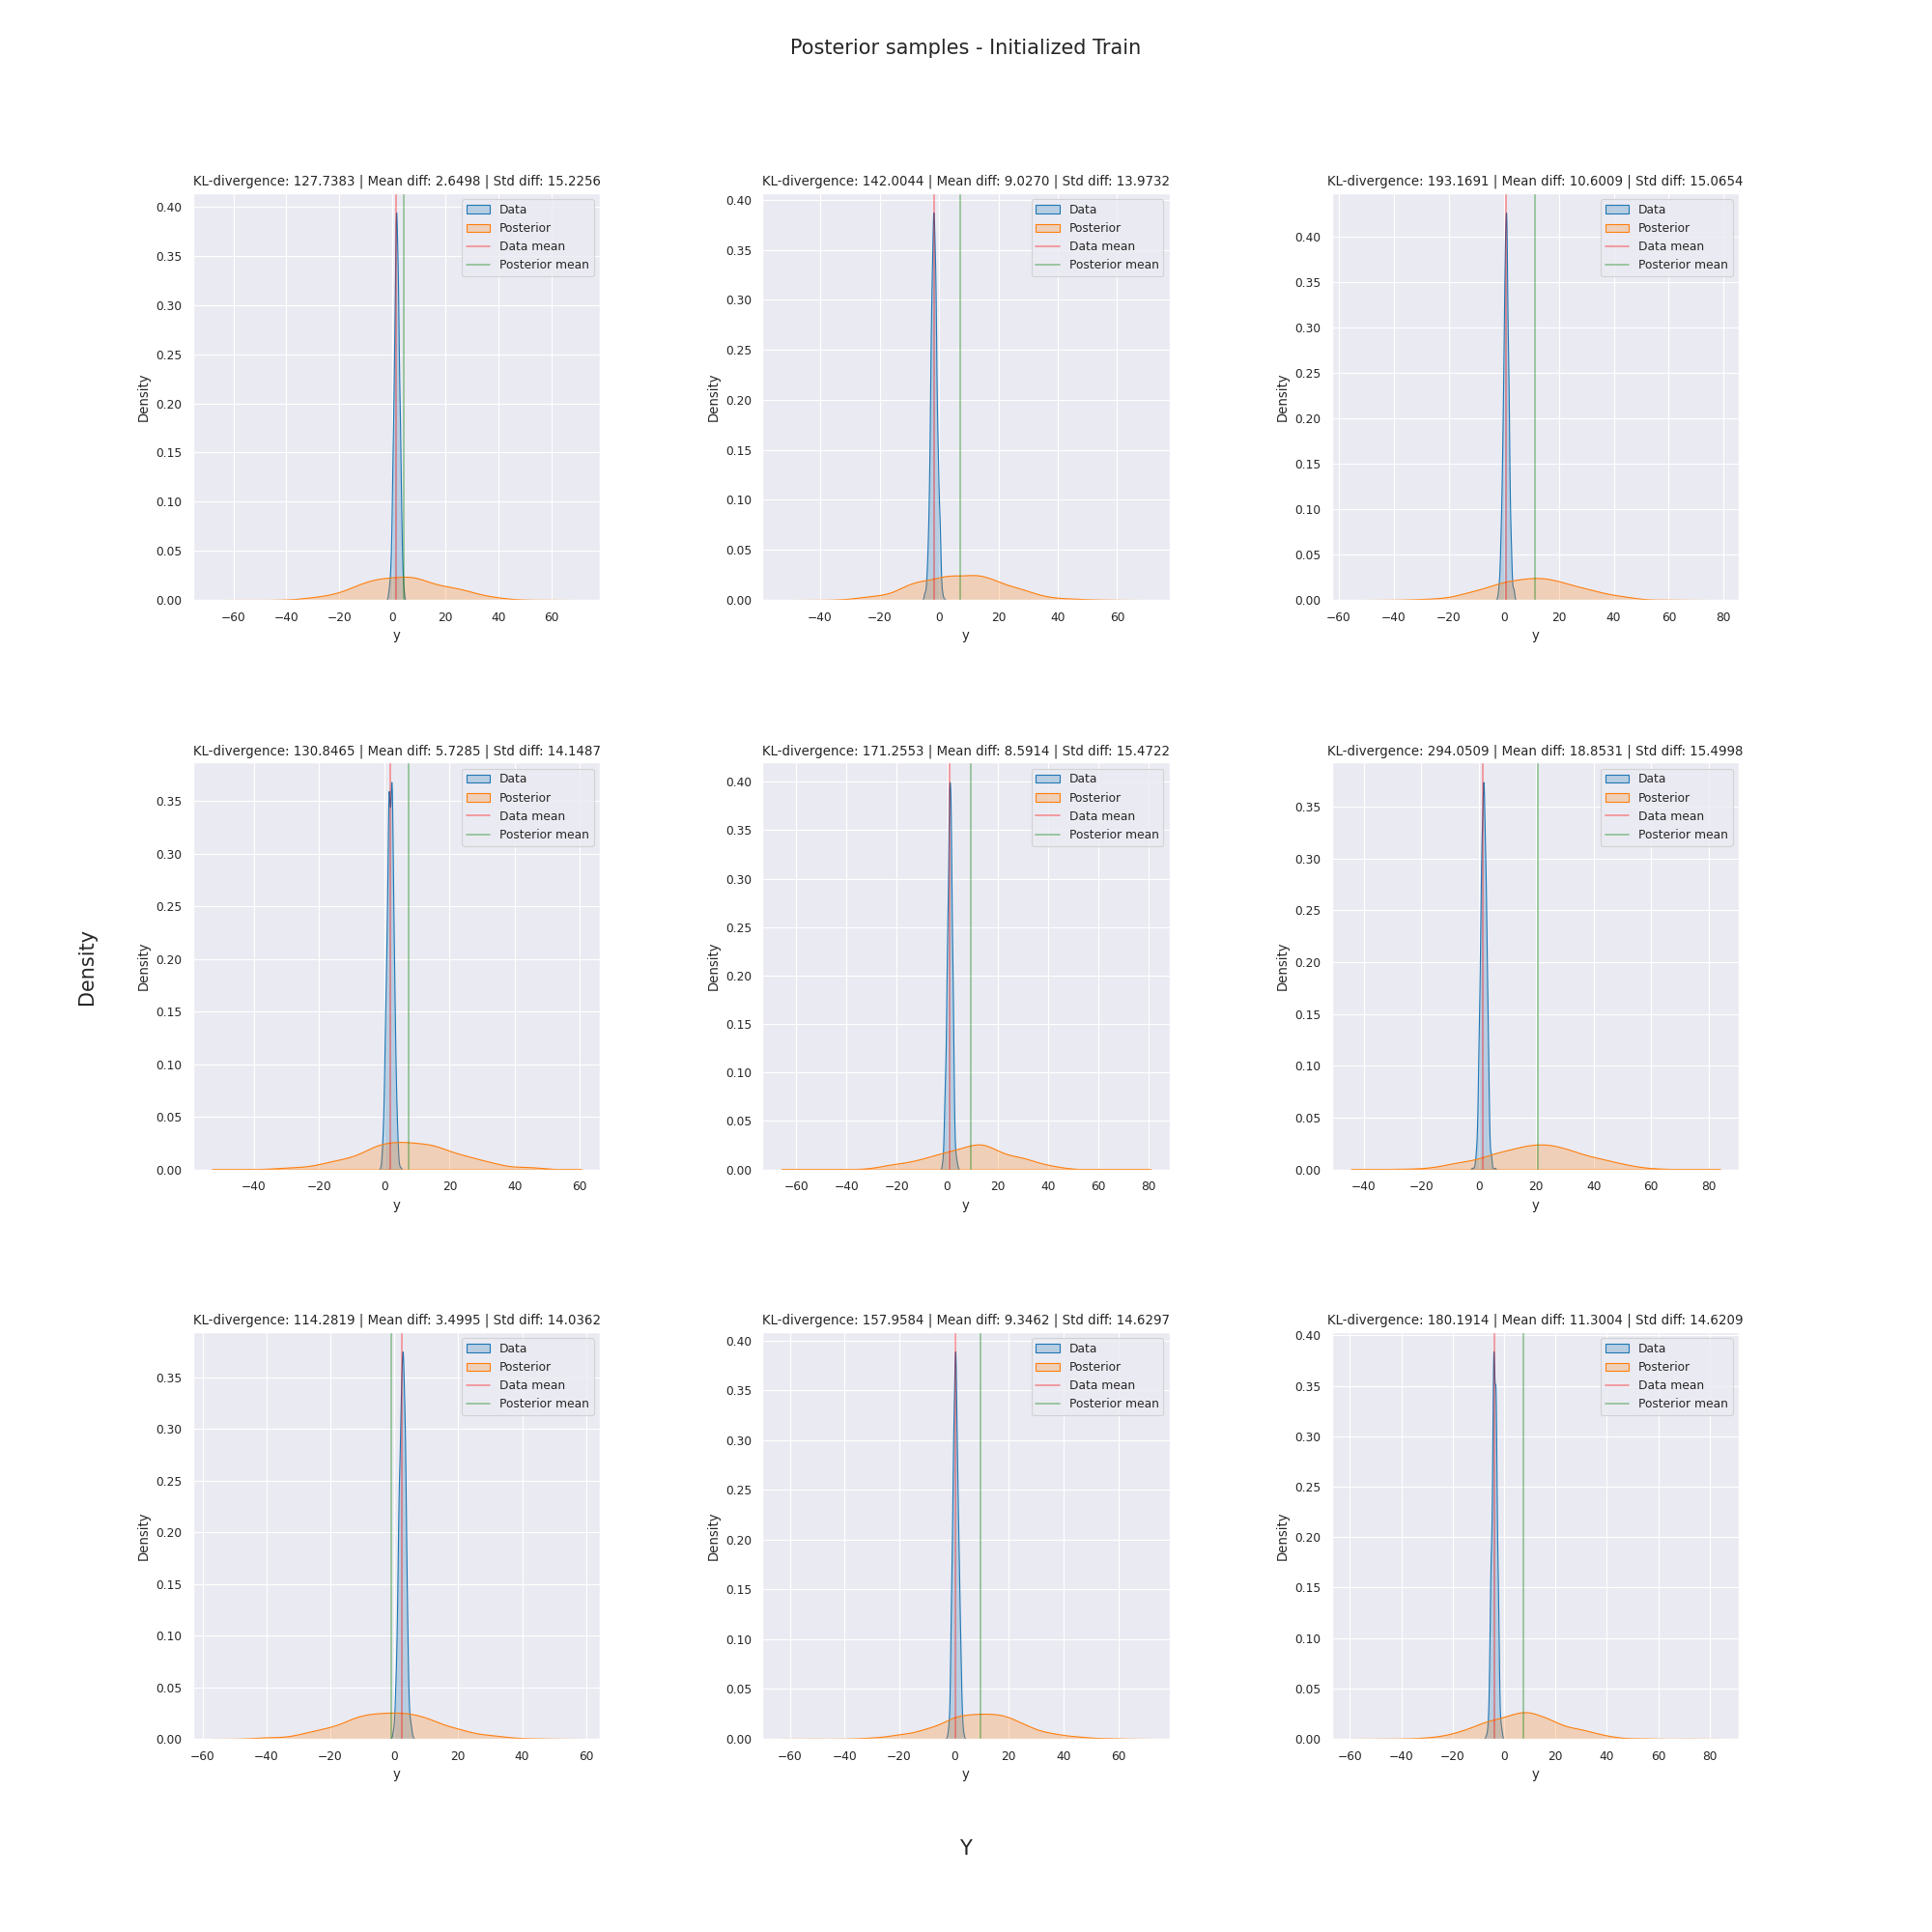 Posterior samples - Initialized Train
KL-divergence: 127.7383 | Mean diff: 2.6498 | Std diff: 15.2256
Data
Posterior
Data mean
Posterior mean
0.40
0.35
0.30
0.25
0.20
0.15
0.10
0.05
0.00
Density
−60
−40
−20
0
20
40
60
y
KL-divergence: 142.0044 | Mean diff: 9.0270 | Std diff: 13.9732
Data
Posterior
Data mean
Posterior mean
0.40
0.35
0.30
0.25
0.20
0.15
0.10
0.05
0.00
Density
−40
−20
0
20
40
60
y
KL-divergence: 193.1691 | Mean diff: 10.6009 | Std diff: 15.0654
Data
Posterior
Data mean
Posterior mean
0.40
0.35
0.30
0.25
0.20
0.15
0.10
0.05
0.00
Density
−60
−40
−20
0
20
40
60
80
y
KL-divergence: 130.8465 | Mean diff: 5.7285 | Std diff: 14.1487
Data
Posterior
Data mean
Posterior mean
0.35
0.30
0.25
0.20
0.15
0.10
0.05
0.00
Density
−40
−20
0
20
40
60
y
KL-divergence: 171.2553 | Mean diff: 8.5914 | Std diff: 15.4722
Data
Posterior
Data mean
Posterior mean
0.40
0.35
0.30
0.25
0.20
0.15
0.10
0.05
0.00
Density
−60
−40
−20
0
20
40
60
80
y
KL-divergence: 294.0509 | Mean diff: 18.8531 | Std diff: 15.4998
Data
Posterior
Data mean
Posterior mean
0.35
0.30
0.25
0.20
0.15
0.10
0.05
0.00
Density
−40
−20
0
20
40
60
80
y
Density
KL-divergence: 114.2819 | Mean diff: 3.4995 | Std diff: 14.0362
Data
Posterior
Data mean
Posterior mean
0.35
0.30
0.25
0.20
0.15
0.10
0.05
0.00
Density
−60
−40
−20
0
20
40
60
y
KL-divergence: 157.9584 | Mean diff: 9.3462 | Std diff: 14.6297
Data
Posterior
Data mean
Posterior mean
0.40
0.35
0.30
0.25
0.20
0.15
0.10
0.05
0.00
Density
−60
−40
−20
0
20
40
60
y
KL-divergence: 180.1914 | Mean diff: 11.3004 | Std diff: 14.6209
Data
Posterior
Data mean
Posterior mean
0.40
0.35
0.30
0.25
0.20
0.15
0.10
0.05
0.00
Density
−60
−40
−20
0
20
40
60
80
y
Y